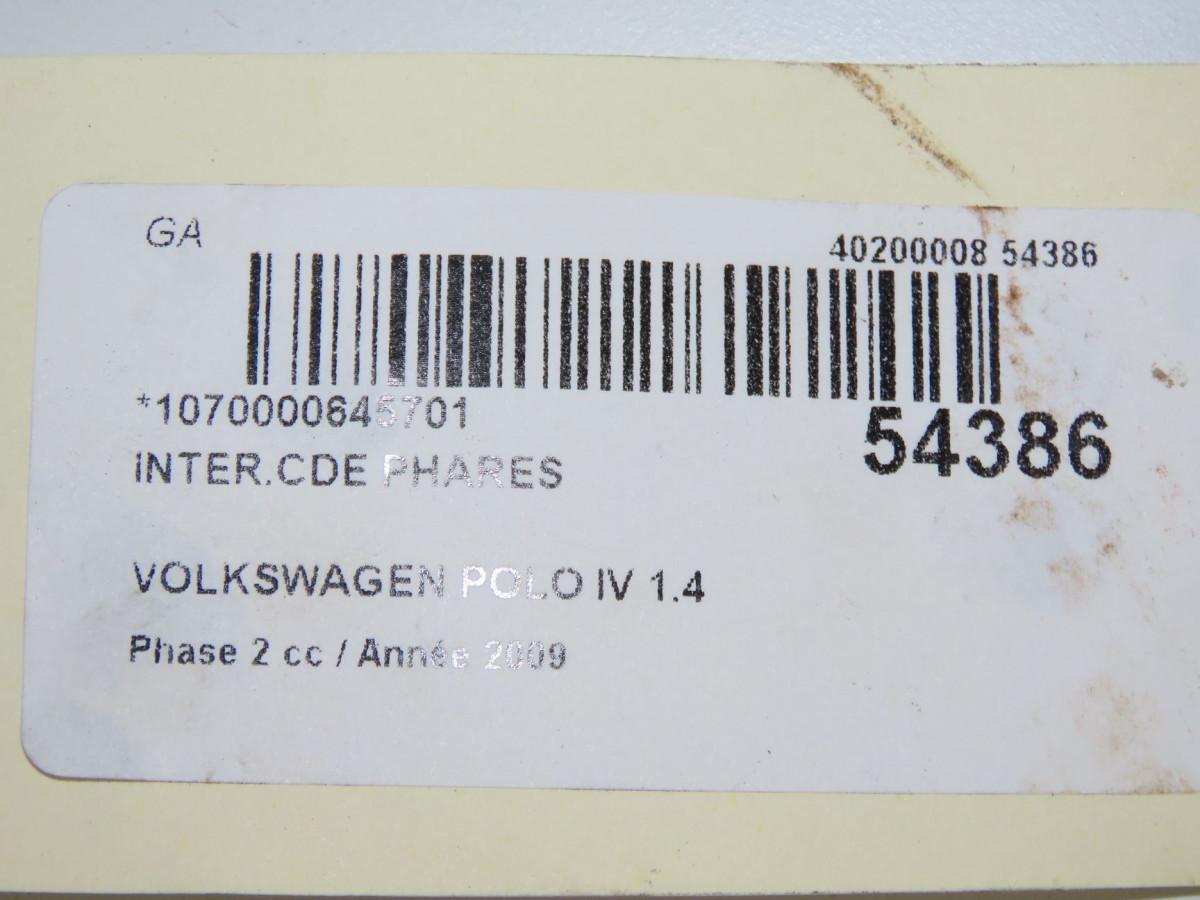 GA
40200008 54386
*1070000645701
54386
INTER.CDE PHARES
VOLKSWAGEN POLO IV 1.4
Phase 2 cc / Année 2009